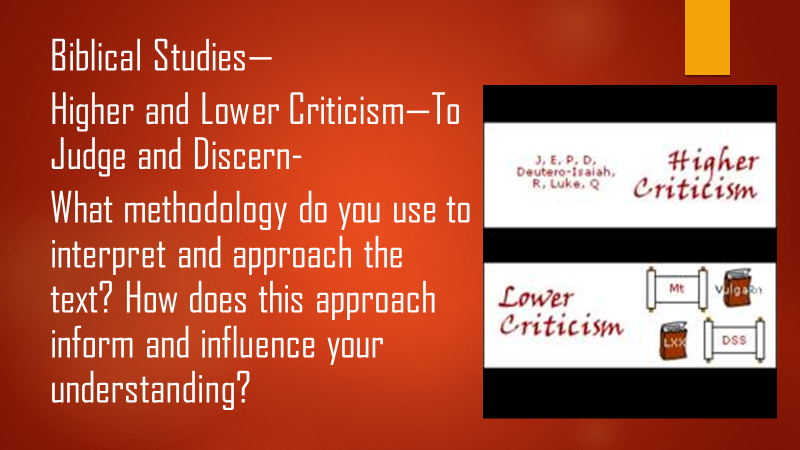 Biblical Studies—
Higher and Lower Criticism—To
Judge and Discern-
What methodology do you use to
interpret and approach the
text? How does this approach
inform and influence your
understanding?
J, E, P, D,
Deutero-Isaiah,
R, Luke, Q
Higher
Criticism
Lower
Criticism
Mt
LXX
DSS